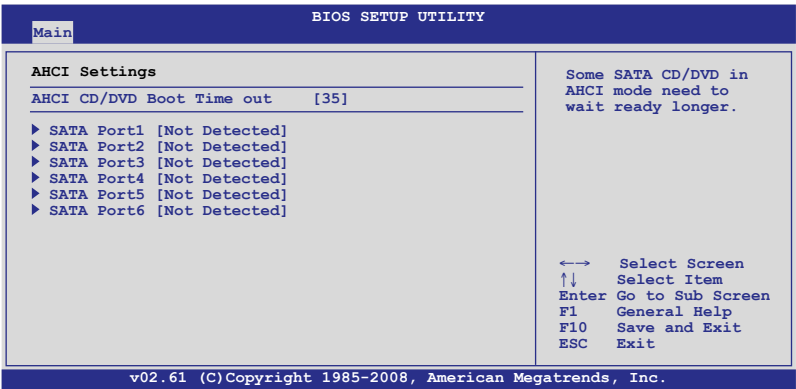 BIOS SETUP UTILITY
Main
AHCI Settings
AHCI CD/DVD Boot Time out [35]
SATA Port1 [Not Detected]
SATA Port2 [Not Detected]
SATA Port3 [Not Detected]
SATA Port4 [Not Detected]
SATA Port5 [Not Detected]
SATA Port6 [Not Detected]
Some SATA CD/DVD in
AHCI mode need to
wait ready longer.
←→ Select Screen
↑↓ Select Item
Enter Go to Sub Screen
F1 General Help
F10 Save and Exit
ESC Exit
v02.61 (C)Copyright 1985-2008, American Megatrends, Inc.